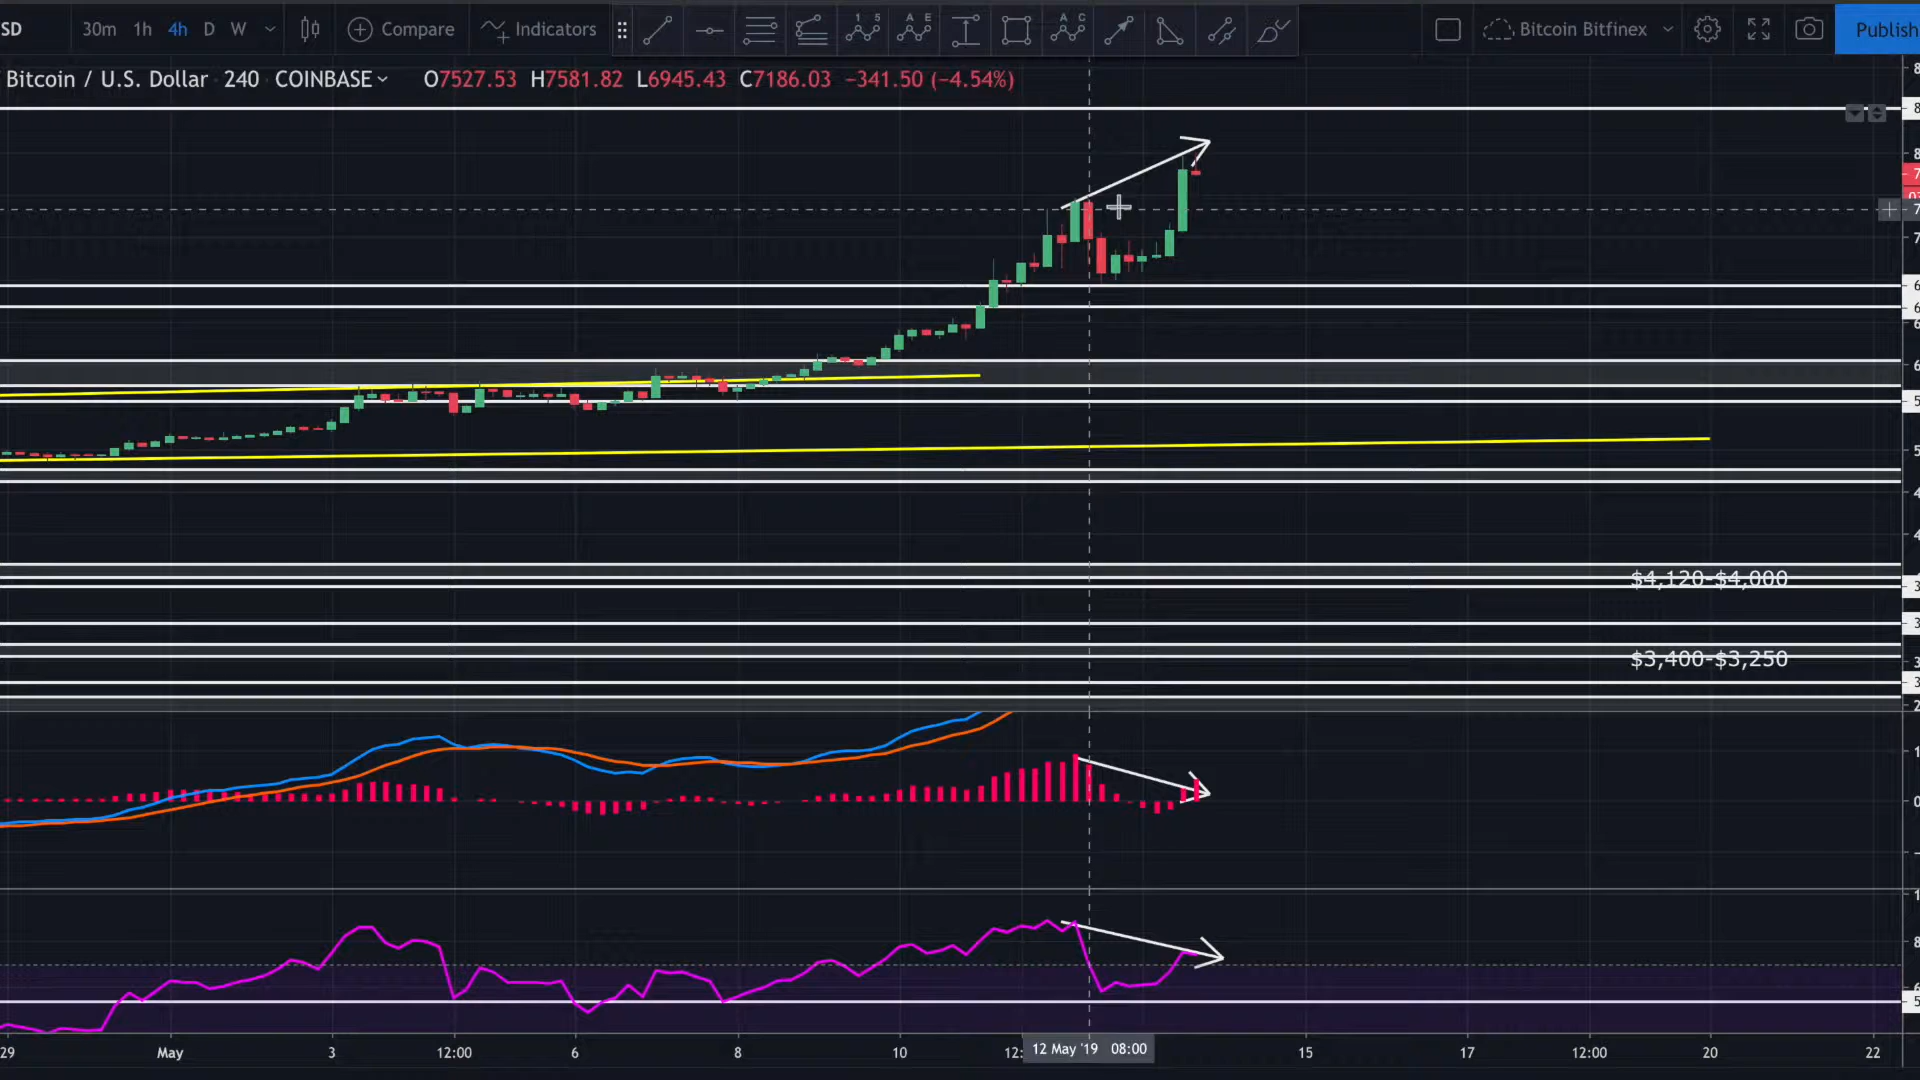 SD 30m 1h 4h D W Compare Indicators Bitcoin Bitfinex Publish
Bitcoin / U.S. Dollar 240 COINBASE O7527.53 H7581.82 L6945.43 C7186.03 −341.50 (−4.54%)
$4,120-$4,000
$3,400-$3,250
29 May 3 12:00 6 8 10 12: 12 May '19 08:00 15 17 12:00 20 22